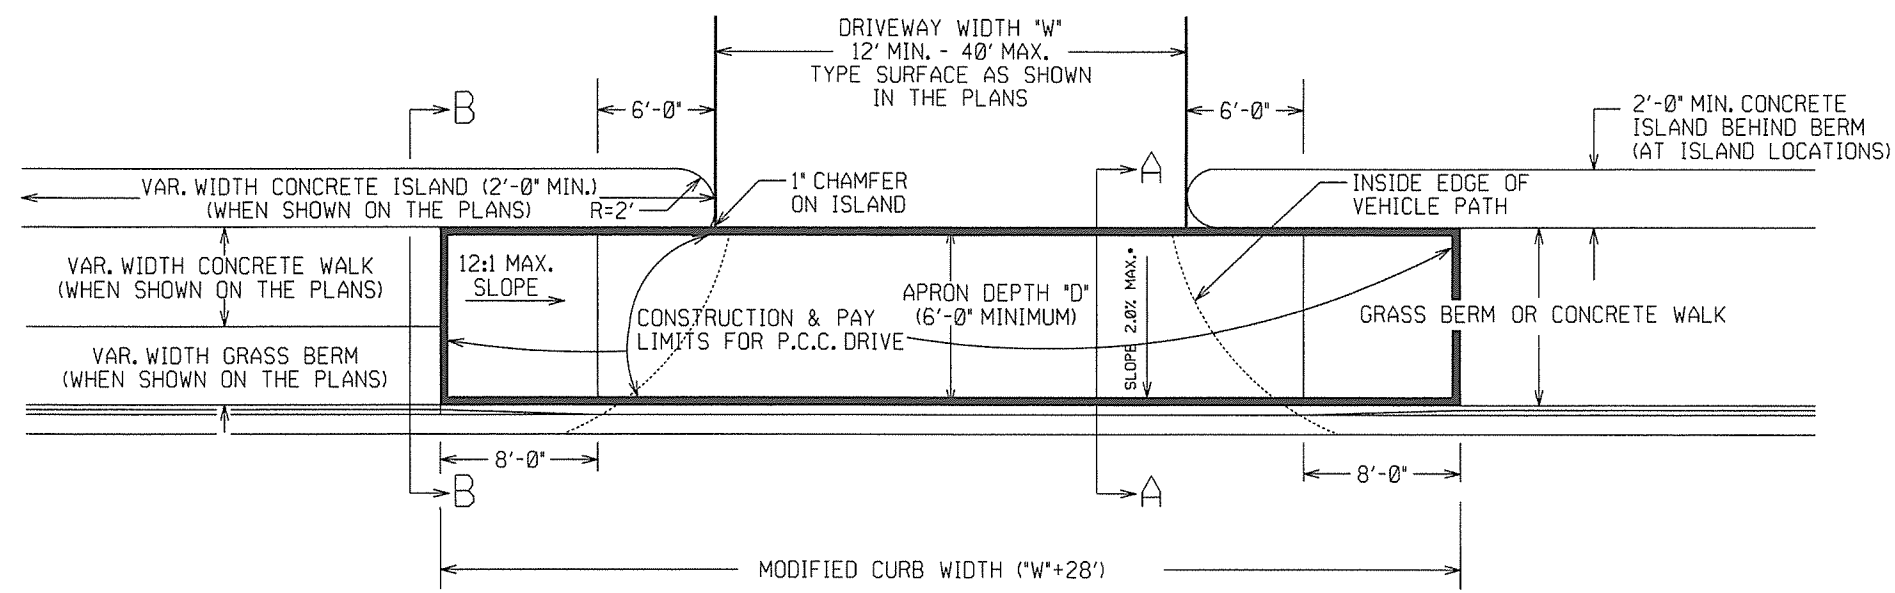 DRIVEWAY WIDTH "W"
12' MIN. - 40' MAX.
TYPE SURFACE AS SHOWN
IN THE PLANS
B
6'-0"
6'-0"
2'-0" MIN. CONCRETE
ISLAND BEHIND BERM
(AT ISLAND LOCATIONS)
A
VAR. WIDTH CONCRETE ISLAND (2'-0" MIN.)
(WHEN SHOWN ON THE PLANS)
R=2'
1" CHAMFER
ON ISLAND
INSIDE EDGE OF
VEHICLE PATH
VAR. WIDTH CONCRETE WALK
(WHEN SHOWN ON THE PLANS)
12:1 MAX.
SLOPE
APRON DEPTH "D"
(6'-0" MINIMUM)
SLOPE 2.0% MAX.*
CONSTRUCTION & PAY
LIMITS FOR P.C.C. DRIVE
GRASS BERM OR CONCRETE WALK
VAR. WIDTH GRASS BERM
(WHEN SHOWN ON THE PLANS)
8'-0"
8'-0"
B
A
MODIFIED CURB WIDTH ("W"+28')